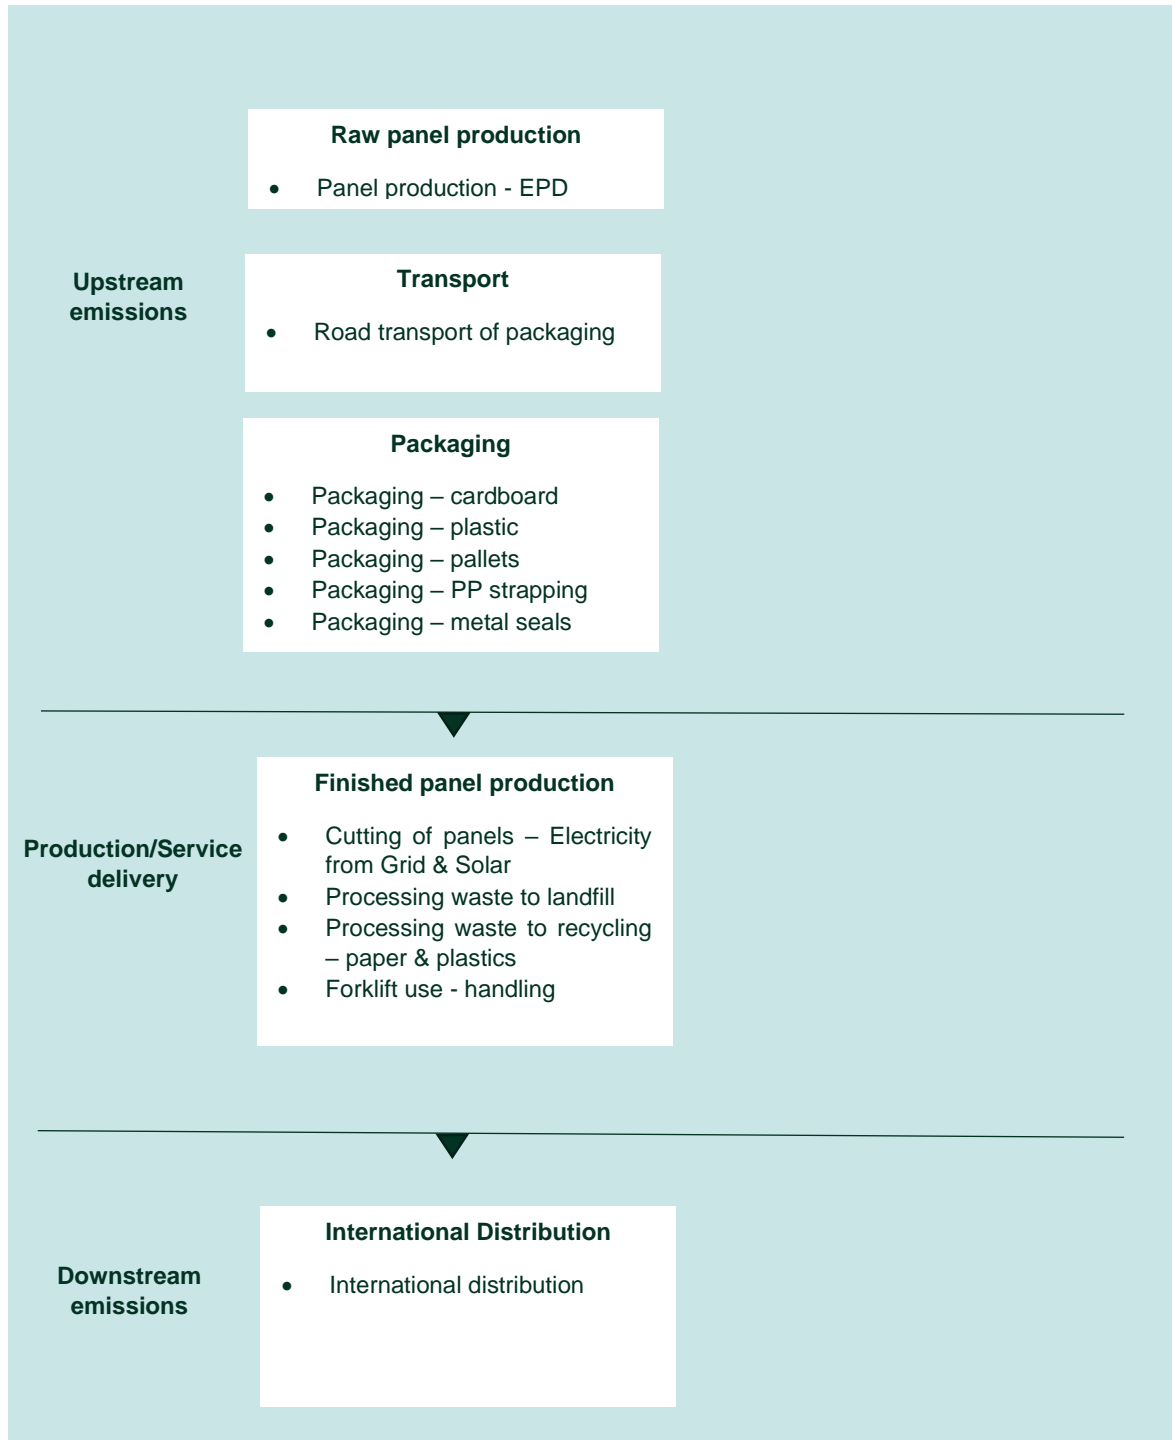 Raw panel production
• Panel production - EPD
Upstream
emissions
Transport
• Road transport of packaging
Packaging
• Packaging – cardboard
• Packaging – plastic
• Packaging – pallets
• Packaging – PP strapping
• Packaging – metal seals
Production/Service
delivery
Finished panel production
• Cutting of panels – Electricity
from Grid & Solar
• Processing waste to landfill
• Processing waste to recycling
– paper & plastics
• Forklift use - handling
Downstream
emissions
International Distribution
• International distribution